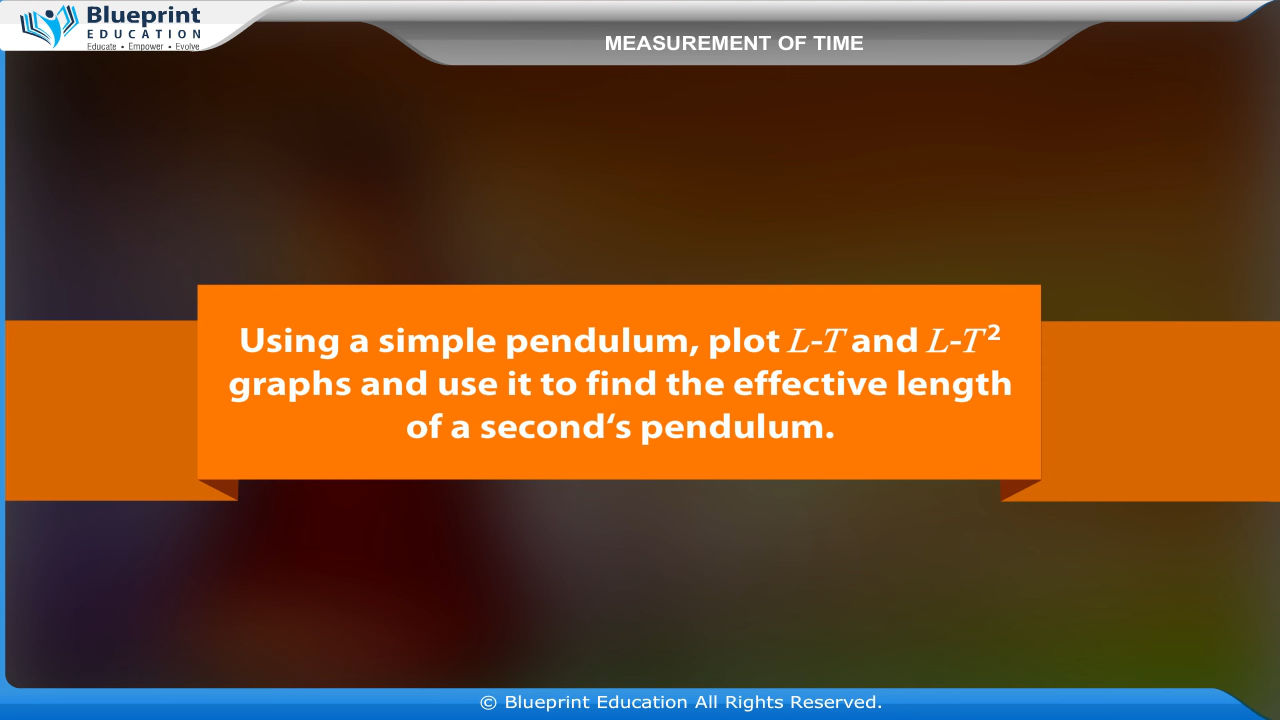 Blueprint
EDUCATION
Educate • Empower • Evolve
MEASUREMENT OF TIME
Using a simple pendulum, plot L-T and L-T²
graphs and use it to find the effective length
of a second‘s pendulum.
© Blueprint Education All Rights Reserved.